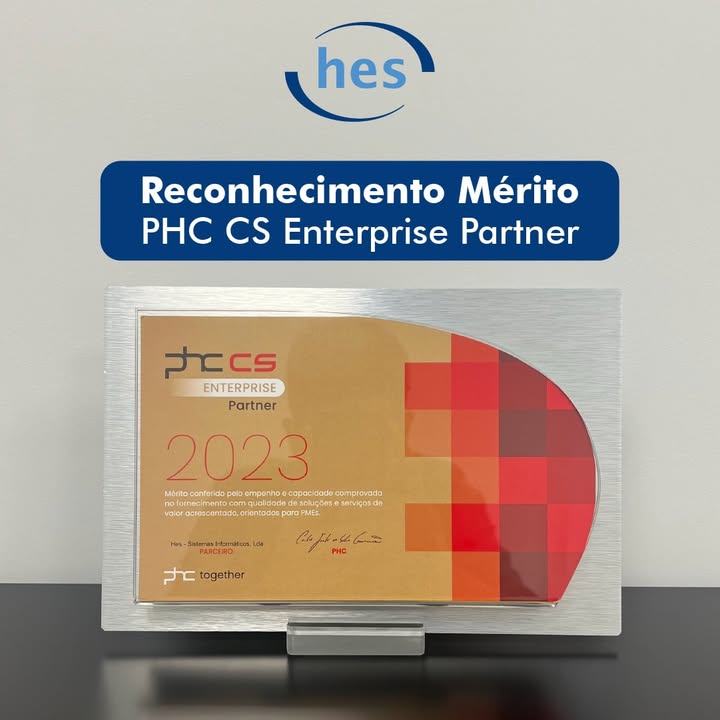 hes
Reconhecimento Mérito
PHC CS Enterprise Partner
phc CS
ENTERPRISE
Partner
2023
Mérito conferido pelo empenho e capacidade comprovada
no fornecimento com qualidade de soluções e serviços de
valor acrescentado, orientados para PMEs.
Hes - Sistemas Informáticos, Lda
PARCEIRO
PHC
phc together